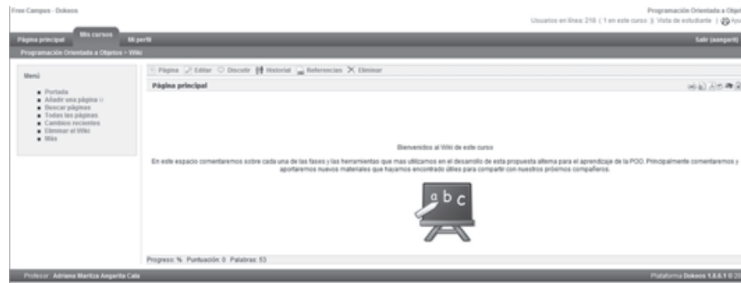 Free Campus - Dokeos
Programación Orientada a Objet
Usuarios en línea: 218 ( 1 en este curso ) Vista de estudiante | Ayu
Página principal Mis cursos Mi perfil
Salir (aangarit)
Programación Orientada a Objetos > Wiki
Menú
Portada
Añadir una página
Buscar páginas
Todas las páginas
Cambios recientes
Eliminar el Wiki
Más
Página Editar Discutir Historial Referencias Eliminar
Página principal
Bienvenidos al Wiki de este curso
En este espacio comentaremos sobre cada una de las fases y las herramientas que mas utilizamos en el desarrollo de esta propuesta alterna para el aprendizaje de la POO. Principalmente comentaremos y
aportaremos nuevos materiales que hayamos encontrado útiles para compartir con nuestros próximos compañeros.
a b c
Progreso: % Puntuación: 0 Palabras: 53
Profesor: Adriana Maritza Angarita Cala
Plataforma Dokeos 1.8.6.1 © 20